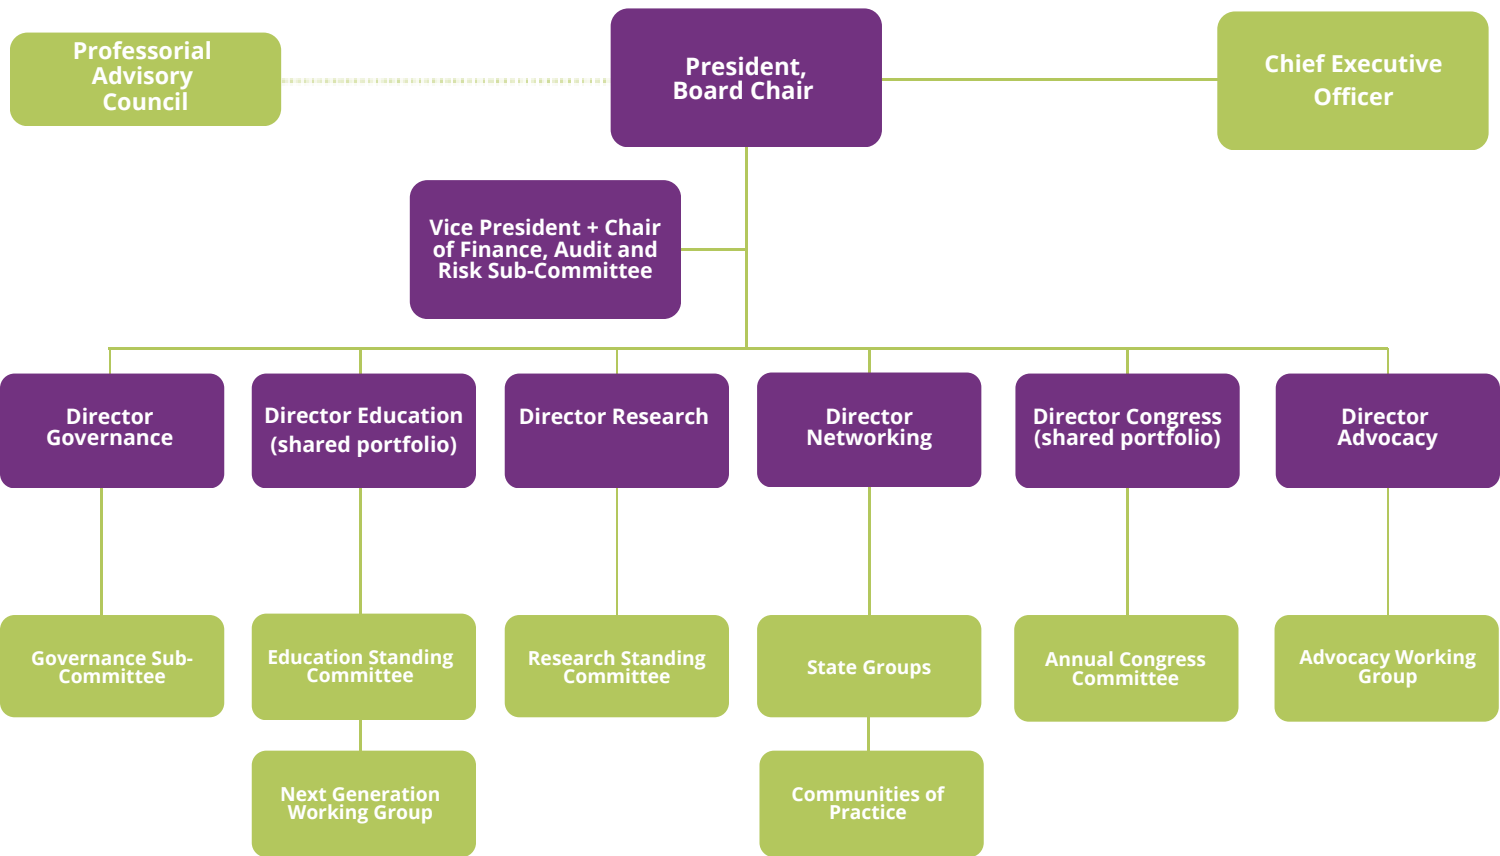 Professorial
Advisory
Council
President,
Board Chair
Chief Executive
Officer
Vice President + Chair
of Finance, Audit and
Risk Sub-Committee
Director
Governance
Director Education
(shared portfolio)
Director Research
Director
Networking
Director Congress
(shared portfolio)
Director
Advocacy
Governance Sub-
Committee
Education Standing
Committee
Research Standing
Committee
State Groups
Annual Congress
Committee
Advocacy Working
Group
Next Generation
Working Group
Communities of
Practice